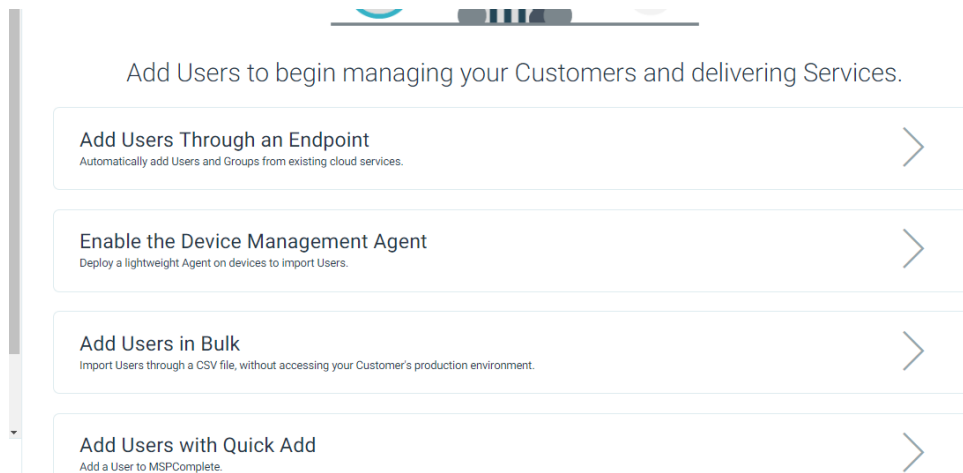 Add Users to begin managing your Customers and delivering Services.
Add Users Through an Endpoint
Automatically add Users and Groups from existing cloud services.
Enable the Device Management Agent
Deploy a lightweight Agent on devices to import Users.
Add Users in Bulk
Import Users through a CSV file, without accessing your Customer's production environment.
Add Users with Quick Add
Add a User to MSPComplete.